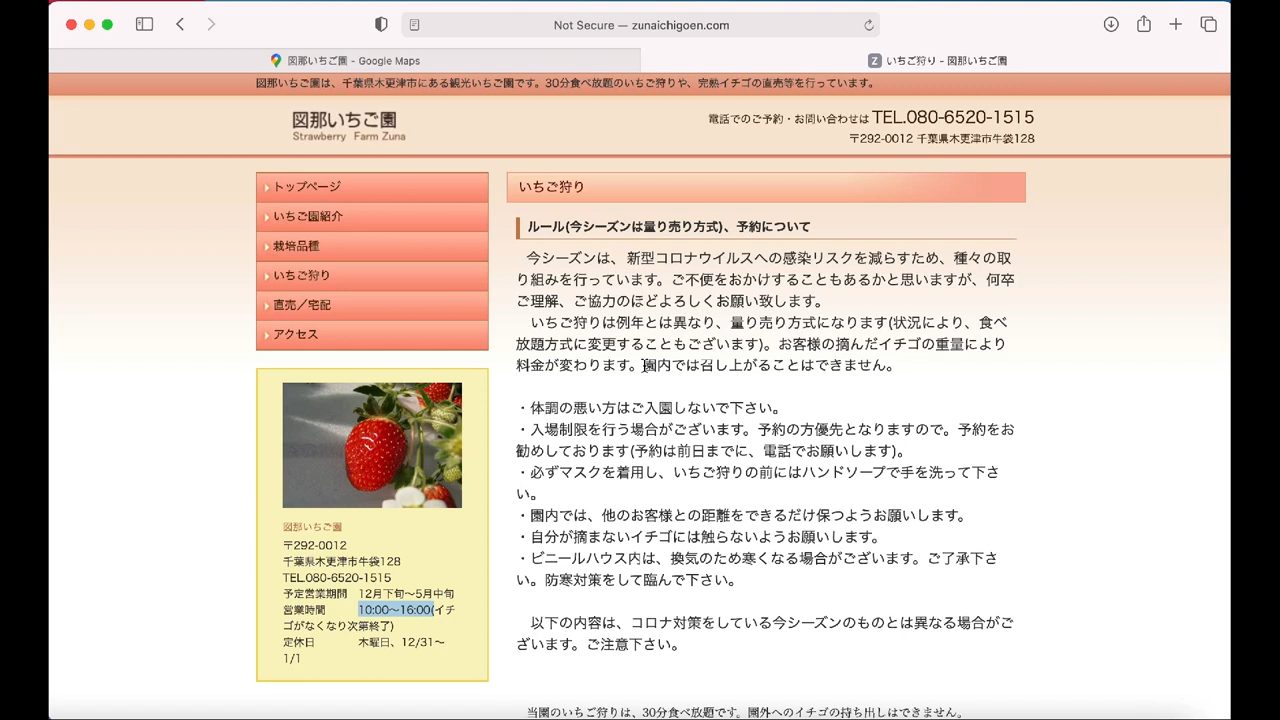 Not Secure — zunaichigoen.com
図那いちご園 - Google Maps
Z いちご狩り - 図那いちご園
図那いちご園は、千葉県木更津市にある観光いちご園です。30分食べ放題のいちご狩りや、完熟イチゴの直売等を行っています。
図那いちご園
Strawberry Farm Zuna
電話でのご予約・お問い合わせは TEL.080-6520-1515
〒292-0012 千葉県木更津市牛袋128
トップページ
いちご園紹介
栽培品種
いちご狩り
直売／宅配
アクセス
図那いちご園
〒292-0012
千葉県木更津市牛袋128
TEL.080-6520-1515
予定営業期間 12月下旬～5月中旬
営業時間 10:00～16:00(イチ
ゴがなくなり次第終了)
定休日 木曜日、12/31～
1/1
いちご狩り
ルール(今シーズンは量り売り方式)、予約について
今シーズンは、新型コロナウイルスへの感染リスクを減らすため、種々の取
り組みを行っています。ご不便をおかけすることもあるかと思いますが、何卒
ご理解、ご協力のほどよろしくお願い致します。
いちご狩りは例年とは異なり、量り売り方式になります(状況により、食べ
放題方式に変更することもございます)。お客様の摘んだイチゴの重量により
料金が変わります。園内では召し上がることはできません。
・体調の悪い方はご入園しないで下さい。
・入場制限を行う場合がございます。予約の方優先となりますので。予約をお
勧めしております(予約は前日までに、電話でお願いします)。
・必ずマスクを着用し、いちご狩りの前にはハンドソープで手を洗って下さ
い。
・園内では、他のお客様との距離をできるだけ保つようお願いします。
・自分が摘まないイチゴには触らないようお願いします。
・ビニールハウス内は、換気のため寒くなる場合がございます。ご了承下さ
い。防寒対策をして臨んで下さい。
以下の内容は、コロナ対策をしている今シーズンのものとは異なる場合がご
ざいます。ご注意下さい。
当園のいちご狩りは、30分食べ放題です。園外へのイチゴの持ち出しはできません。